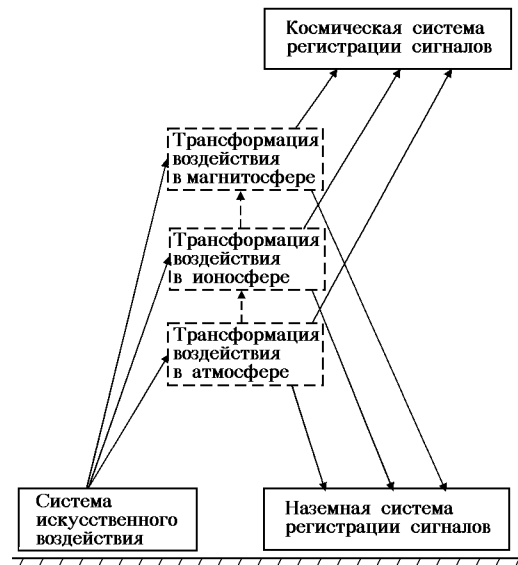 Космическая система
регистрации сигналов
Трансформация
воздействия
в магнитосфере
Трансформация
воздействия
в ионосфере
Трансформация
воздействия
в атмосфере
Система
искусственного
воздействия
Наземная система
регистрации сигналов